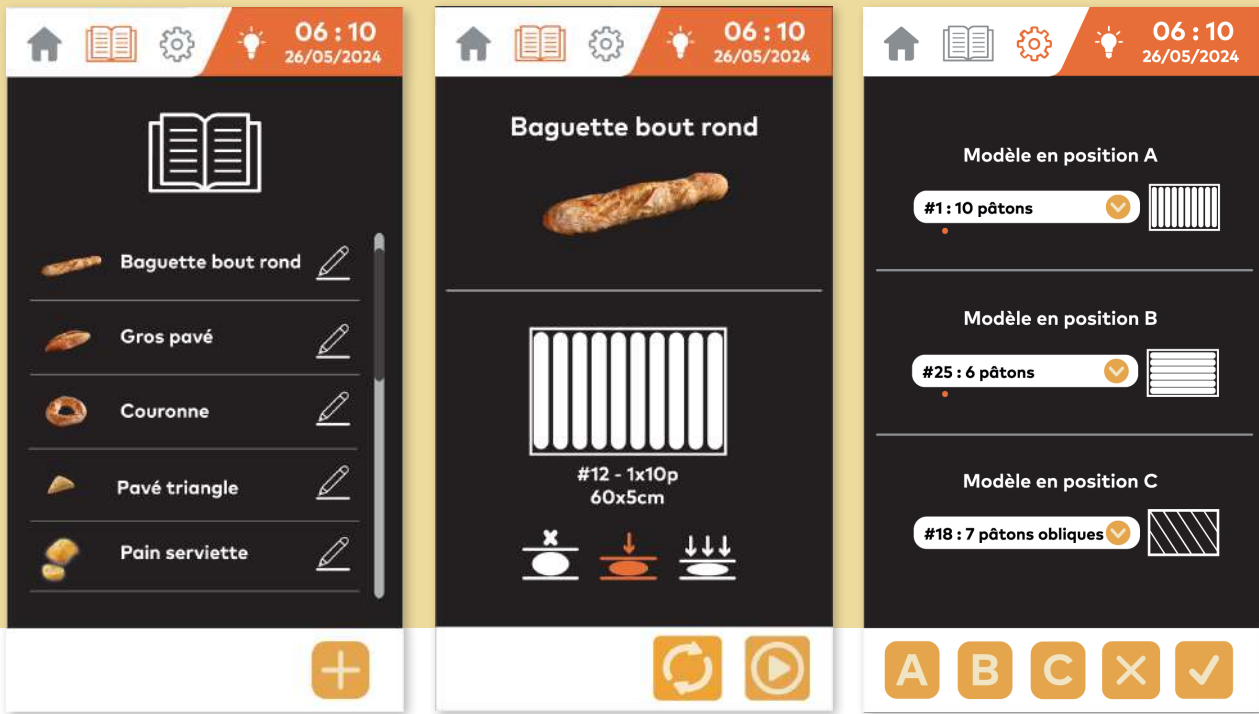 06 : 10
26/05/2024
Baguette bout rond
Gros pavé
Couronne
Pavé triangle
Pain serviette
06 : 10
26/05/2024
Baguette bout rond
#12 - 1x10p
60x5cm
06 : 10
26/05/2024
Modèle en position A
#1 : 10 pâtons
Modèle en position B
#25 : 6 pâtons
Modèle en position C
#18 : 7 pâtons obliques
A B C